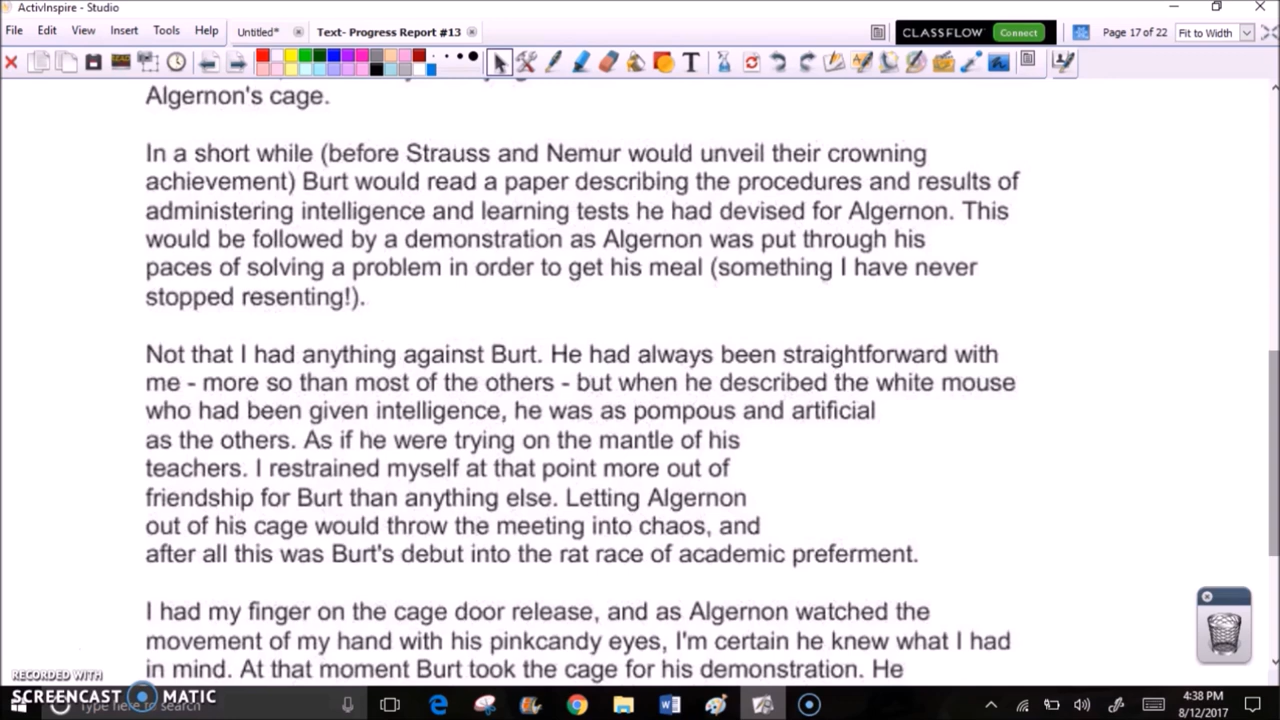 ActivInspire - Studio
File Edit View Insert Tools Help Untitled* Text- Progress Report #13 CLASSFLOW Connect Page 17 of 22 Fit to Width
Algernon's cage.
In a short while (before Strauss and Nemur would unveil their crowning
achievement) Burt would read a paper describing the procedures and results of
administering intelligence and learning tests he had devised for Algernon. This
would be followed by a demonstration as Algernon was put through his
paces of solving a problem in order to get his meal (something I have never
stopped resenting!).
Not that I had anything against Burt. He had always been straightforward with
me - more so than most of the others - but when he described the white mouse
who had been given intelligence, he was as pompous and artificial
as the others. As if he were trying on the mantle of his
teachers. I restrained myself at that point more out of
friendship for Burt than anything else. Letting Algernon
out of his cage would throw the meeting into chaos, and
after all this was Burt's debut into the rat race of academic preferment.
I had my finger on the cage door release, and as Algernon watched the
movement of my hand with his pinkcandy eyes, I'm certain he knew what I had
in mind. At that moment Burt took the cage for his demonstration. He
RECORDED WITH
SCREENCAST MATIC
Type here to search
4:38 PM
8/12/2017